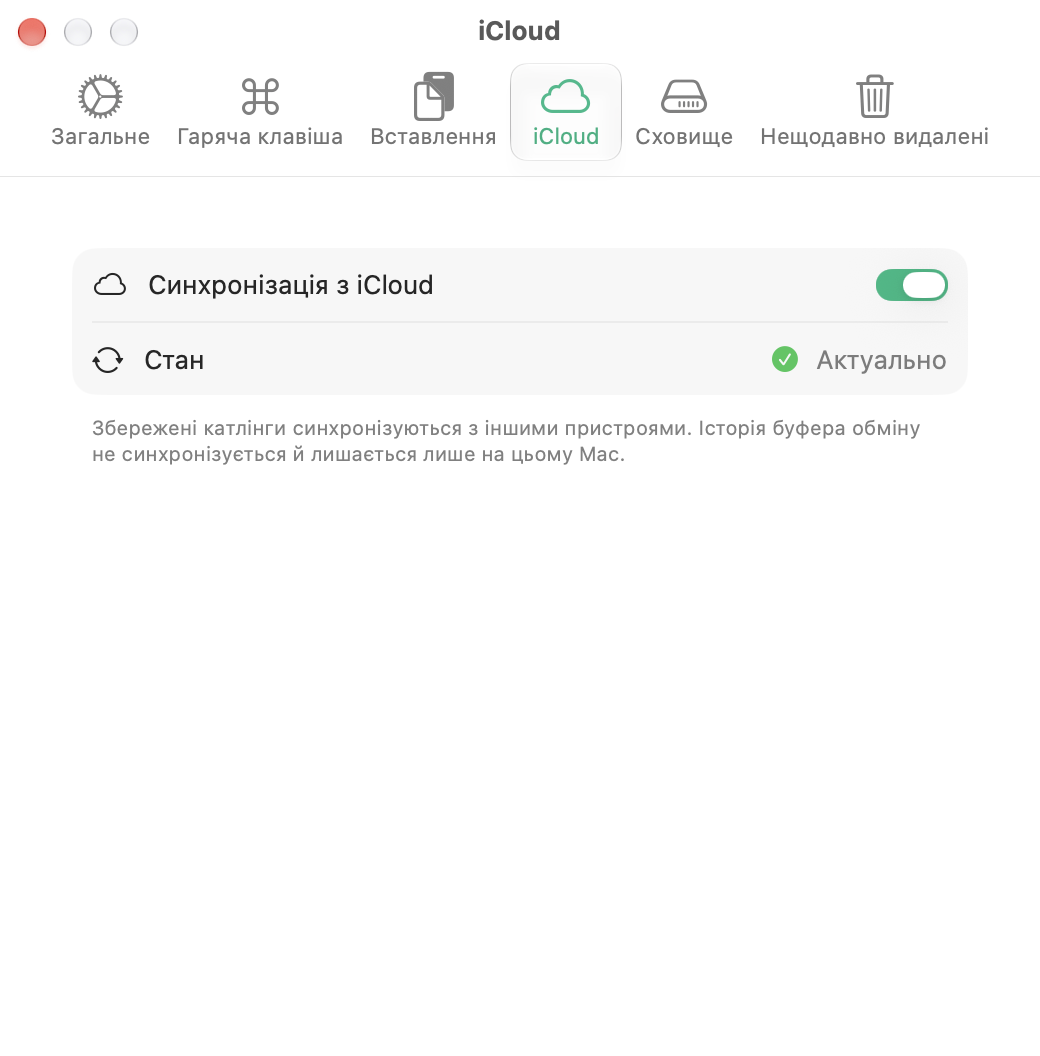 iCloud
Загальне
Гаряча клавіша
Вставлення
iCloud
Сховище
Нещодавно видалені
Синхронізація з iCloud
Стан
Актуально
Збережені катлінги синхронізуються з іншими пристроями. Історія буфера обміну
не синхронізується й лишається лише на цьому Mac.